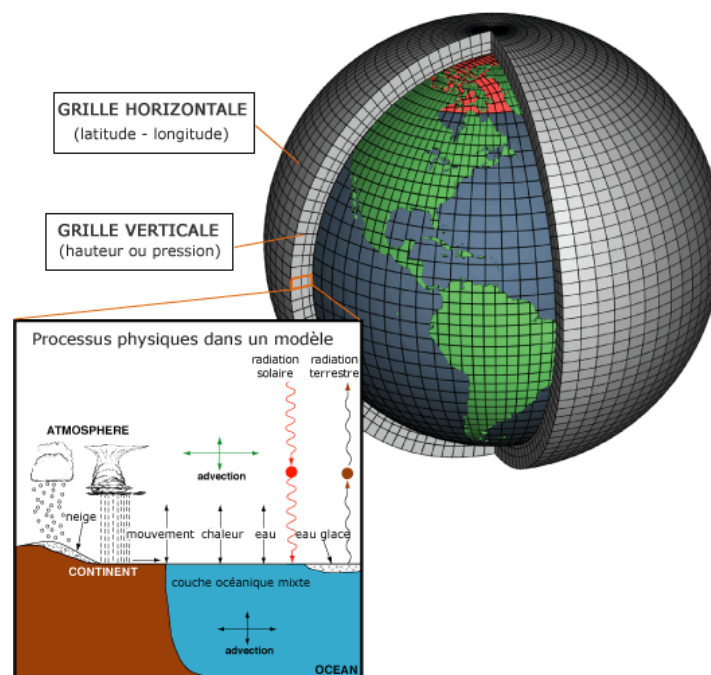 GRILLE HORIZONTALE
(latitude - longitude)
GRILLE VERTICALE
(hauteur ou pression)
Processus physiques dans un modèle
radiation
solaire
radiation
terrestre
ATMOSPHERE
advection
neige
mouvement
chaleur
eau
eau glace
CONTINENT
couche océanique mixte
advection
OCEAN